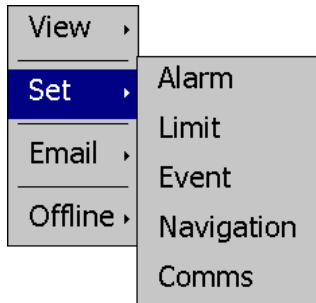 View
Set
Email
Offline
Alarm
Limit
Event
Navigation
Comms